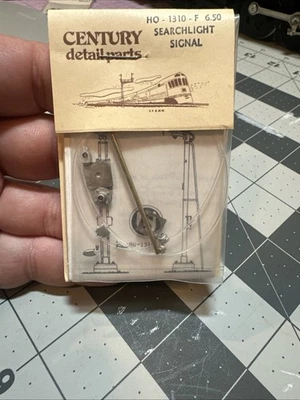 HO - 1310 - F 6.50
CENTURY
SEARCHLIGHT
detail parts
SIGNAL